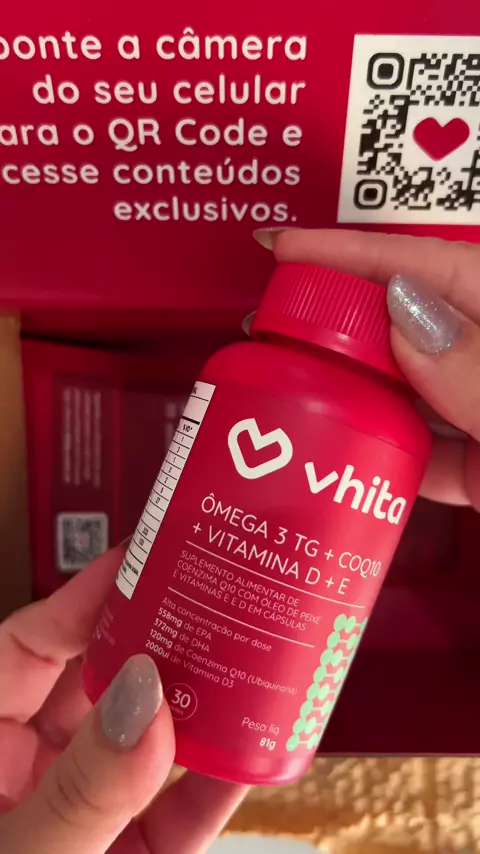 ponte a câmera
do seu celular
ara o QR Code e
cesse conteúdos
exclusivos.
vhita
ÔMEGA 3 TG + COQ10
+ VITAMINA D + E
SUPLEMENTO ALIMENTAR DE
COENZIMA Q10 COM ÓLEO DE PEIXE
E VITAMINAS E E D EM CÁPSULAS
Alta concentração por dose
558mg de EPA
372mg de DHA
120mg de Coenzima Q10 (Ubiquinona)
2000ui de Vitamina D3
30
Peso líq
81g